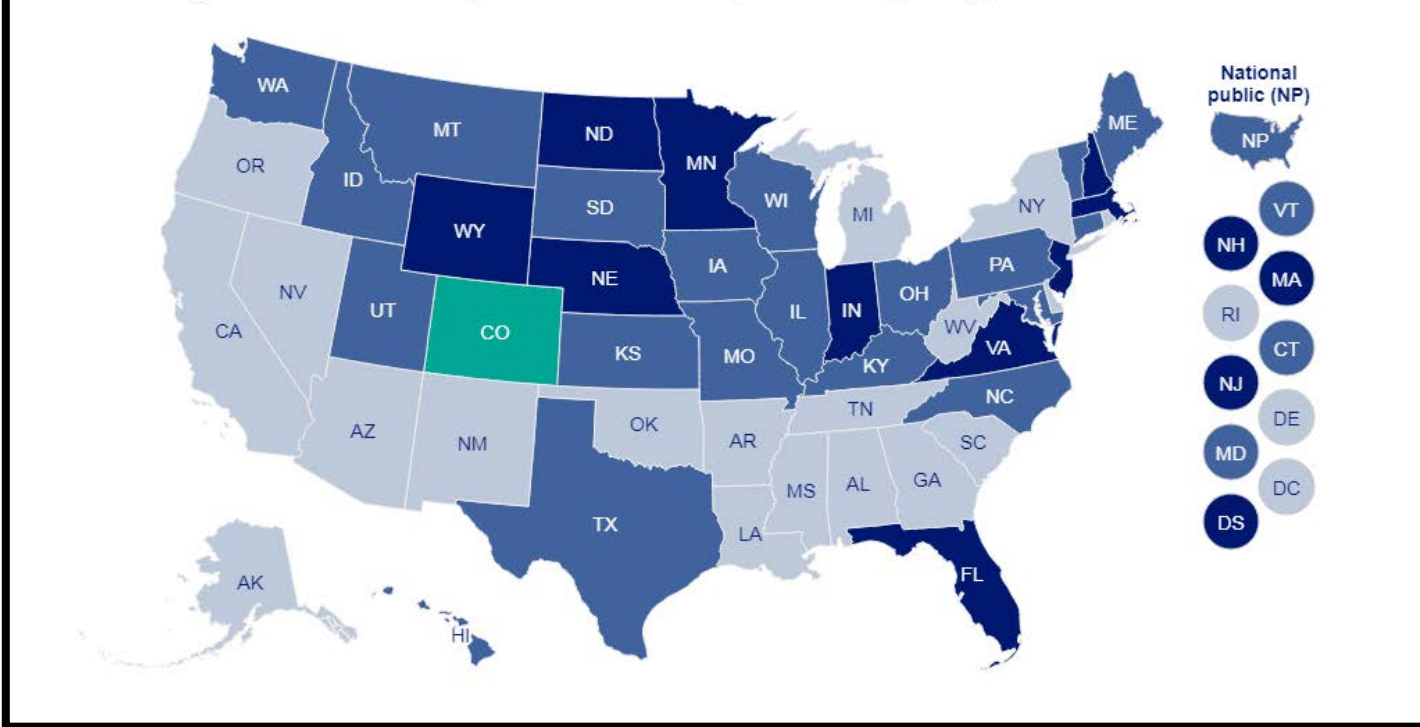 National
public (NP)
WA
MT
ND
MN
ME
NP
OR
ID
SD
WI
MI
NY
VT
WY
NH
NE
IA
PA
MA
NV
UT
CO
IL
IN
OH
RI
CA
KS
MO
KY
WV
VA
CT
NJ
AZ
NM
OK
AR
TN
NC
DE
SC
MD
MS
AL
GA
DC
TX
LA
DS
AK
FL
HI